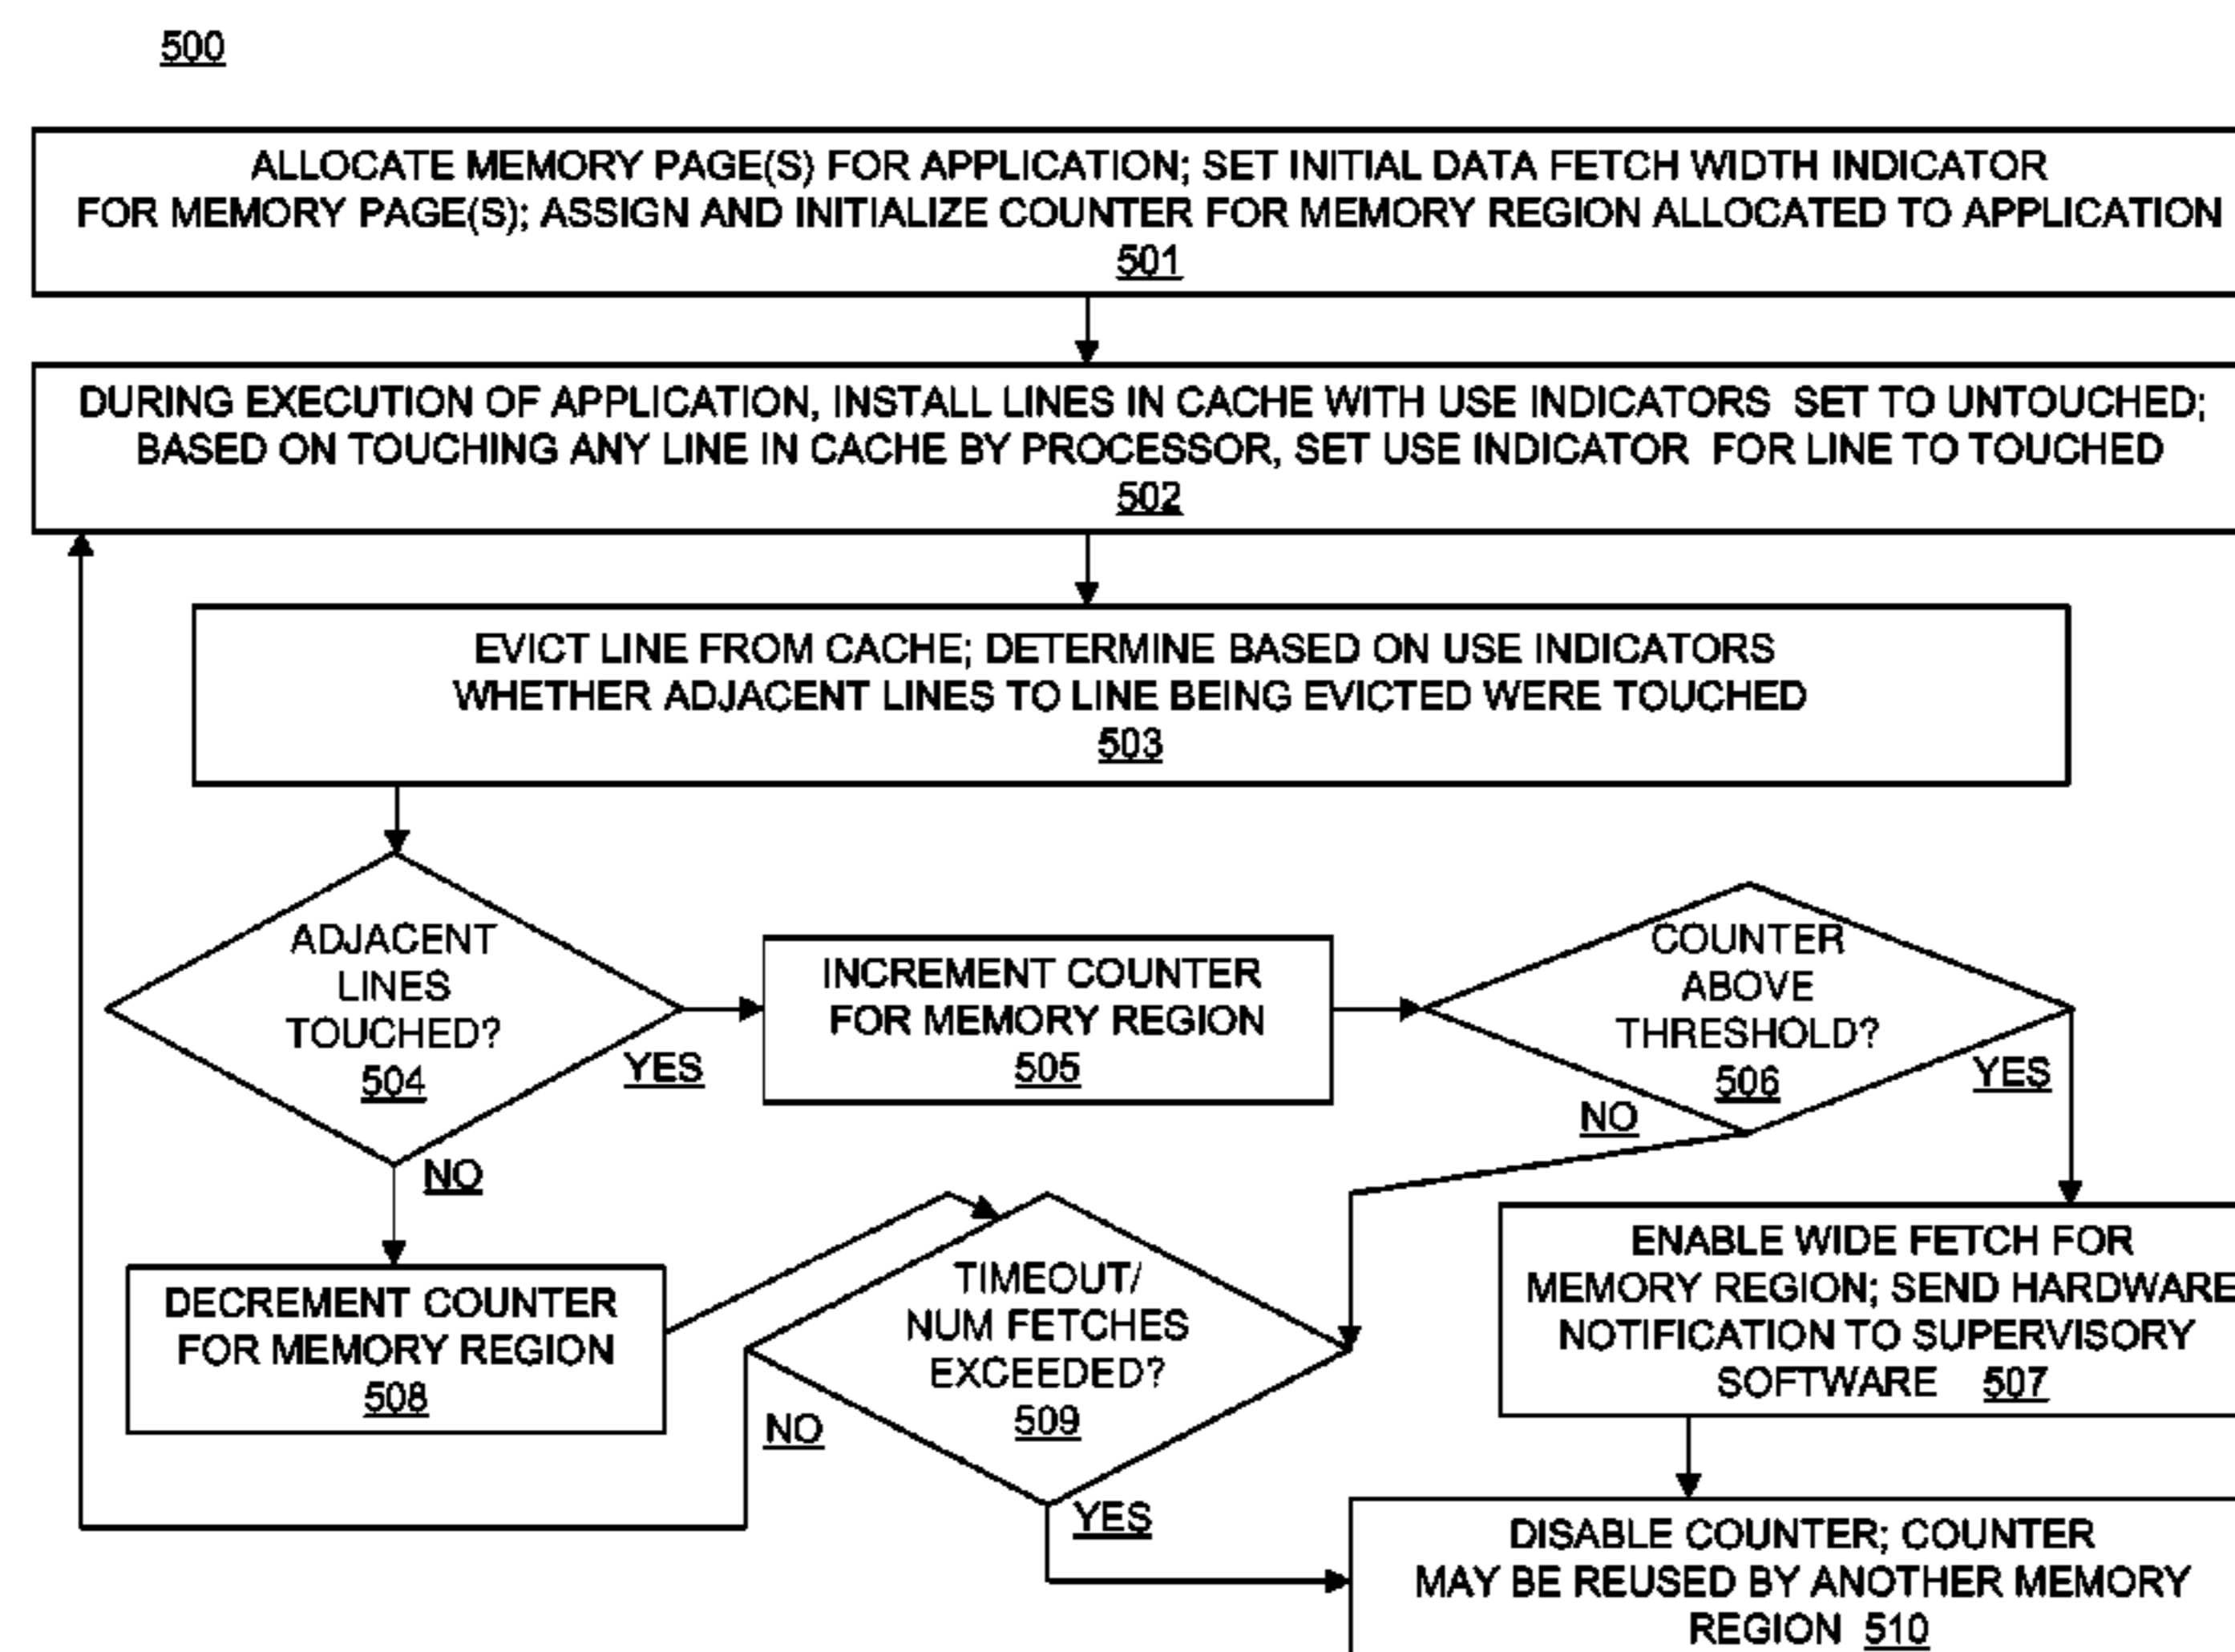 500
ALLOCATE MEMORY PAGE(S) FOR APPLICATION; SET INITIAL DATA FETCH WIDTH INDICATOR
FOR MEMORY PAGE(S); ASSIGN AND INITIALIZE COUNTER FOR MEMORY REGION ALLOCATED TO APPLICATION
501
DURING EXECUTION OF APPLICATION, INSTALL LINES IN CACHE WITH USE INDICATORS SET TO UNTOUCHED;
BASED ON TOUCHING ANY LINE IN CACHE BY PROCESSOR, SET USE INDICATOR FOR LINE TO TOUCHED
502
EVICT LINE FROM CACHE; DETERMINE BASED ON USE INDICATORS
WHETHER ADJACENT LINES TO LINE BEING EVICTED WERE TOUCHED
503
ADJACENT
LINES
TOUCHED?
504
YES
NO
INCREMENT COUNTER
FOR MEMORY REGION
505
COUNTER
ABOVE
THRESHOLD?
506
YES
NO
ENABLE WIDE FETCH FOR
MEMORY REGION; SEND HARDWARE
NOTIFICATION TO SUPERVISORY
SOFTWARE 507
DECREMENT COUNTER
FOR MEMORY REGION
508
TIMEOUT/
NUM FETCHES
EXCEEDED?
509
NO
YES
DISABLE COUNTER; COUNTER
MAY BE REUSED BY ANOTHER MEMORY
REGION 510